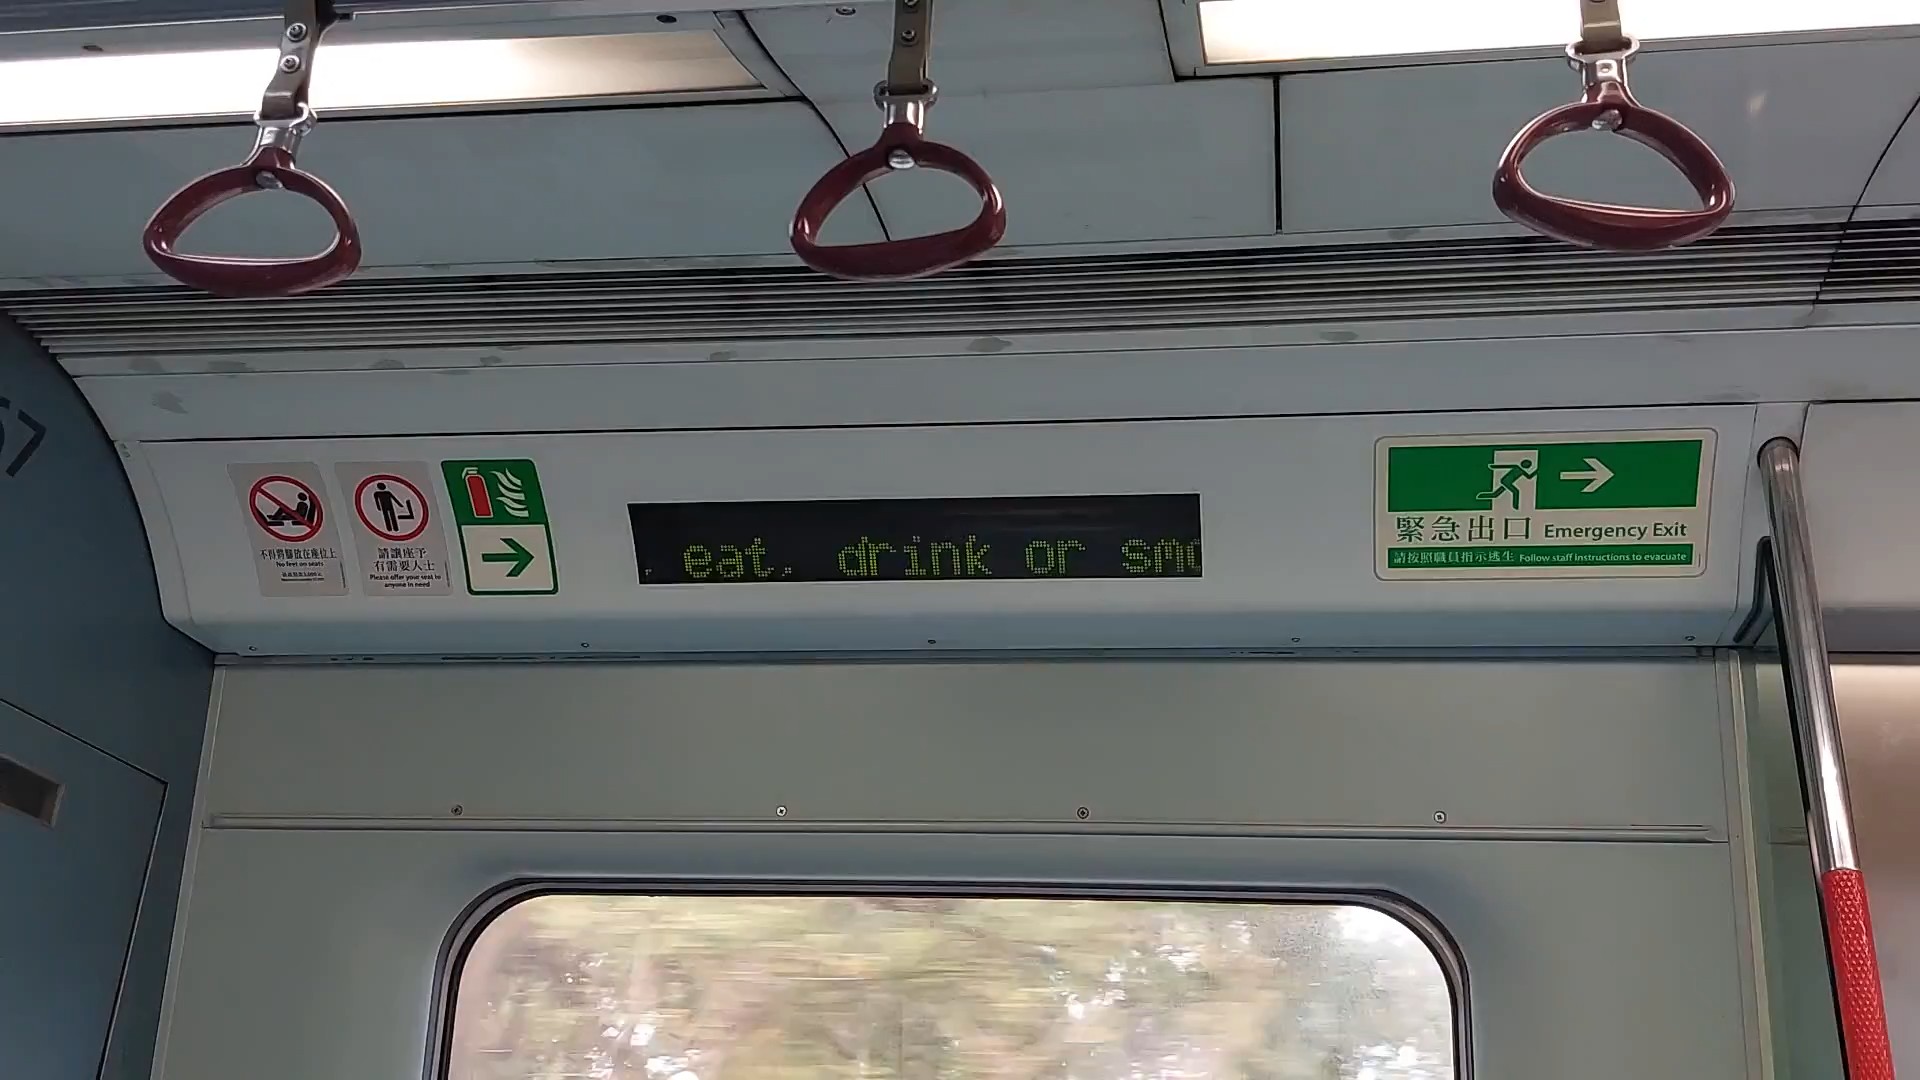 67
不得將腳放在座位上
No feet on seats
請讓座予
有需要人士
Please offer your seat to
anyone in need
, eat, drink or smo
緊急出口 Emergency Exit
請按照職員指示逃生 Follow staff instructions to evacuate